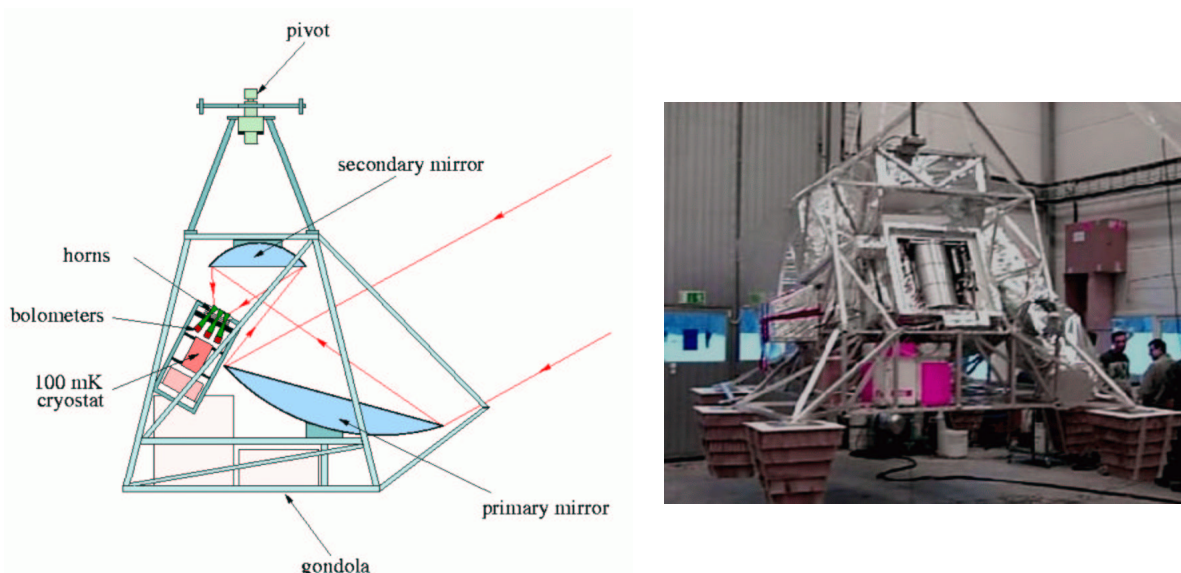 pivot
secondary mirror
horns
bolometers
100 mK
cryostat
primary mirror
gondola